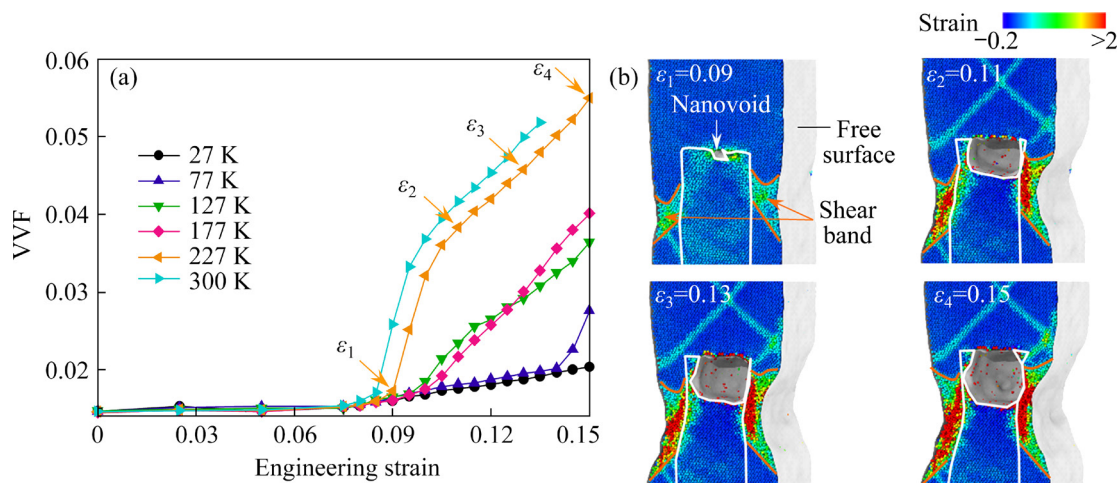 (a)
VVF
0.06
0.05
0.04
0.03
0.02
0
0.03
0.06
0.09
0.12
0.15
Engineering strain
27 K
77 K
127 K
177 K
227 K
300 K
ε1
ε2
ε3
ε4
(b)
Strain
−0.2
>2
ε1=0.09
Nanovoid
Free
surface
Shear
band
ε2=0.11
ε3=0.13
ε4=0.15